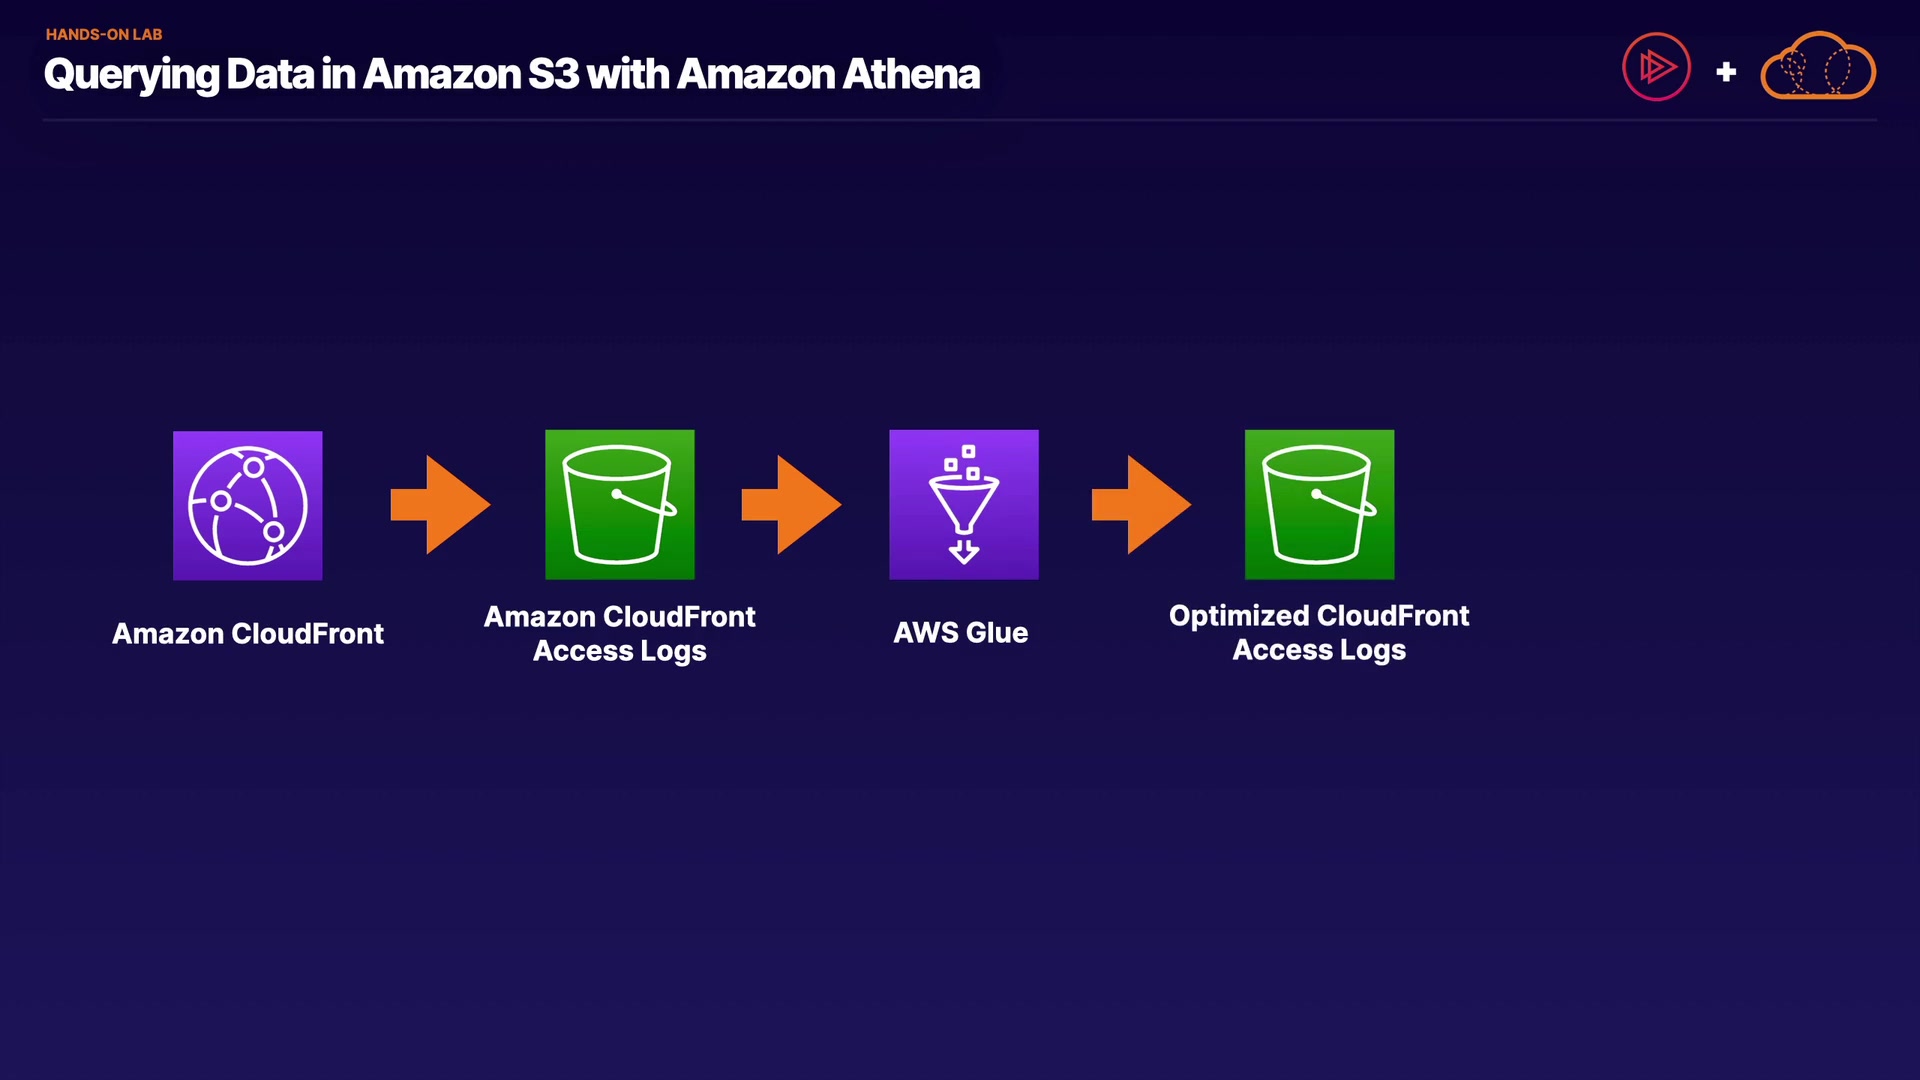 HANDS-ON LAB
Querying Data in Amazon S3 with Amazon Athena
+
Amazon CloudFront
Amazon CloudFront
Access Logs
AWS Glue
Optimized CloudFront
Access Logs